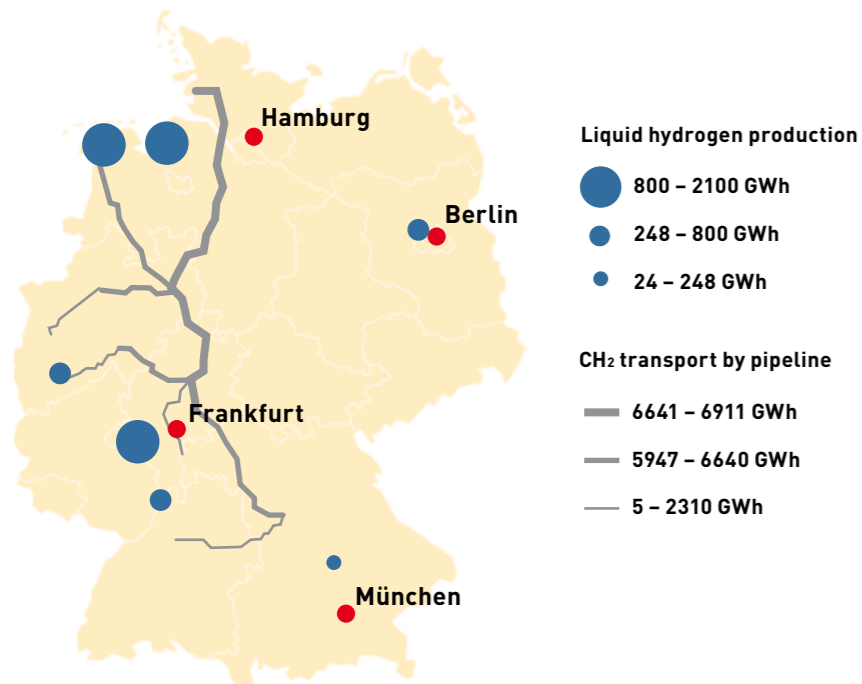 Hamburg
Berlin
Frankfurt
München
Liquid hydrogen production
800 – 2100 GWh
248 – 800 GWh
24 – 248 GWh
CH₂ transport by pipeline
6641 – 6911 GWh
5947 – 6640 GWh
5 – 2310 GWh